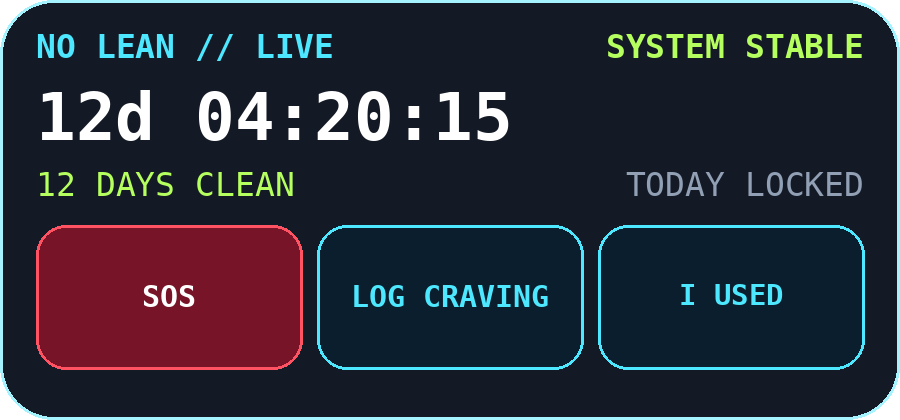 NO LEAN // LIVE
SYSTEM STABLE
12d 04:20:15
12 DAYS CLEAN
TODAY LOCKED
SOS
LOG CRAVING
I USED